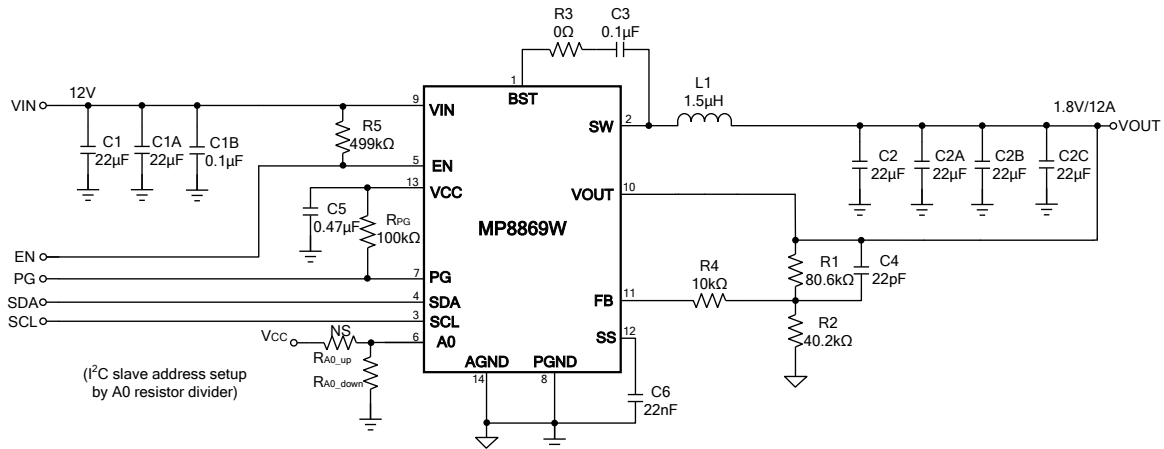 R3
0Ω
C3
0.1µF
1
BST
L1
1.5µH
1.8V/12A
VOUT
VIN
12V
9
VIN
SW
2
C1
22µF
C1A
22µF
C1B
0.1µF
R5
499kΩ
C2
22µF
C2A
22µF
C2B
22µF
C2C
22µF
5
EN
13
VCC
VOUT
10
C5
0.47µF
RPG
100kΩ
MP8869W
EN
PG
7
PG
R4
10kΩ
R1
80.6kΩ
C4
22pF
SDA
4
SDA
FB
11
SCL
3
SCL
R2
40.2kΩ
VCC
NS
6
A0
SS
12
RA0_up
RA0_down
AGND
PGND
14
8
C6
22nF
(I²C slave address setup
by A0 resistor divider)